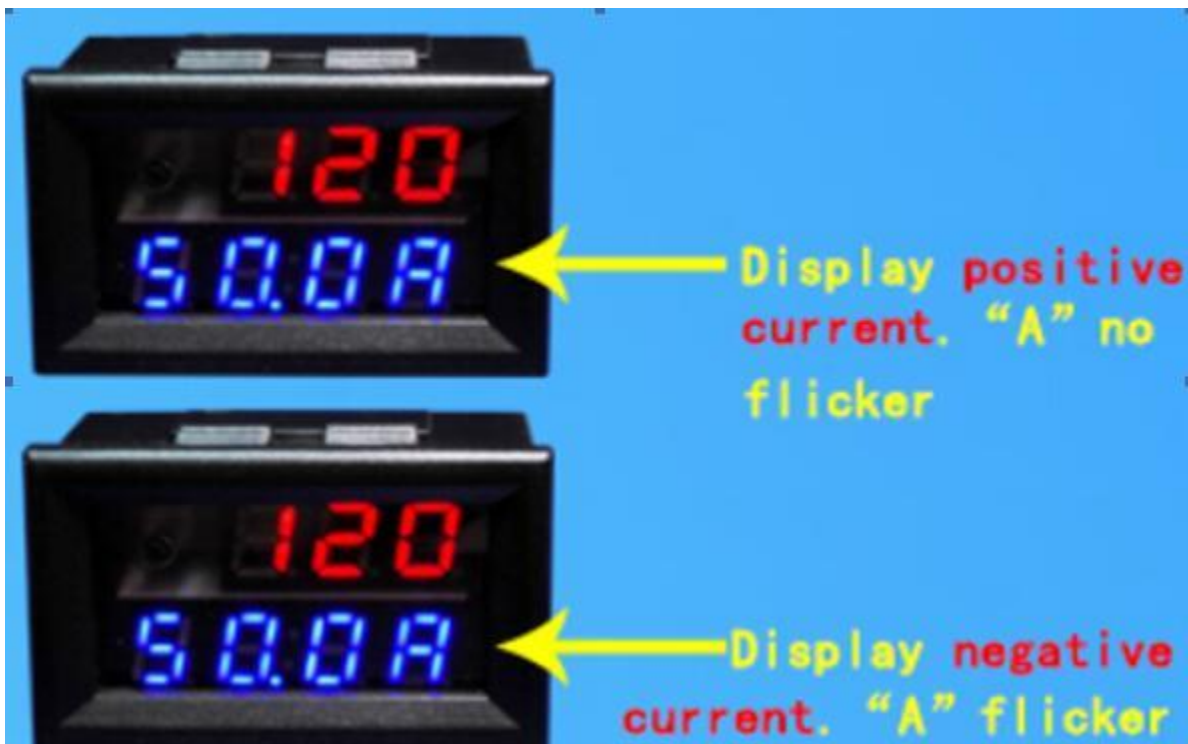 120
50.0A
Display positive
current. “A” no
flicker
120
50.0A
Display negative
current. “A” flicker